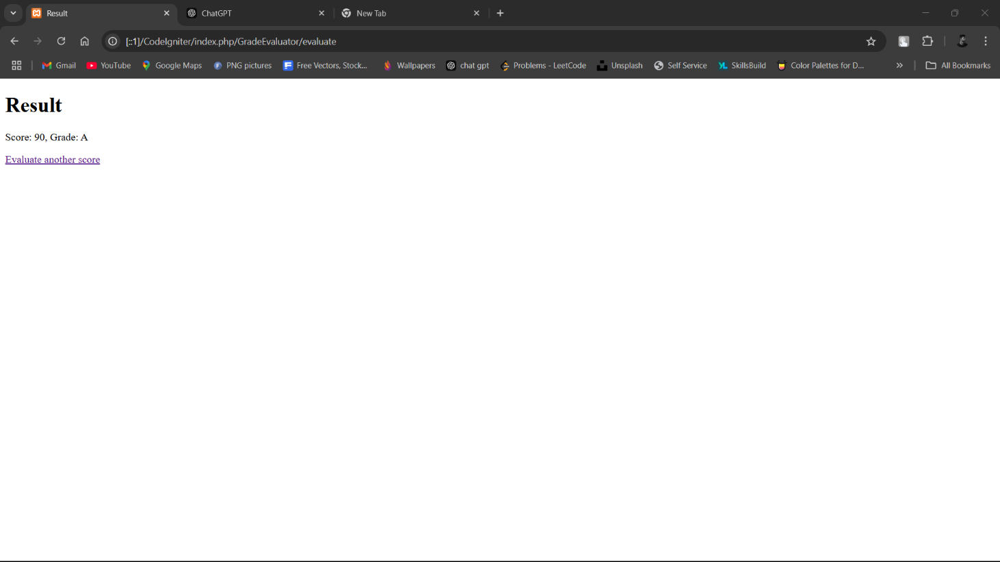 Result
ChatGPT
New Tab
[::1]/CodeIgniter/index.php/GradeEvaluator/evaluate
Gmail YouTube Google Maps PNG pictures Free Vectors, Stock... Wallpapers chat gpt Problems - LeetCode Unsplash Self Service SkillsBuild Color Palettes for D... » All Bookmarks
Result
Score: 90, Grade: A
Evaluate another score